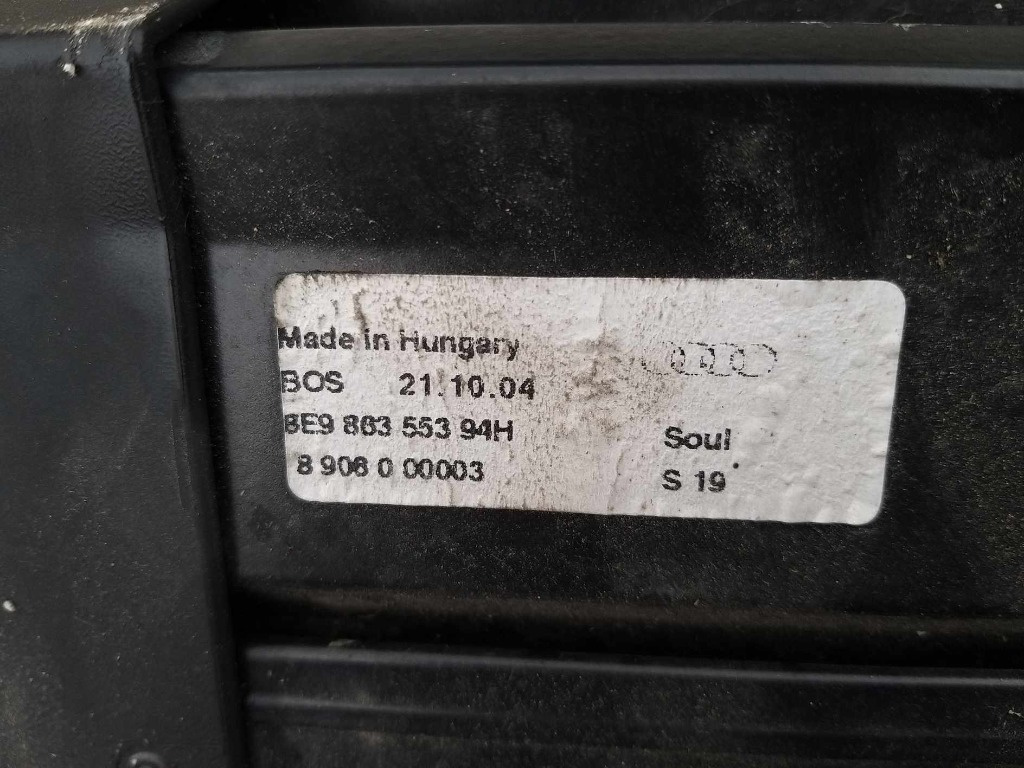 Made in Hungary
BOS 21.10.04
8E9 863 553 94H
8 906 0 00003
Soul
S 19